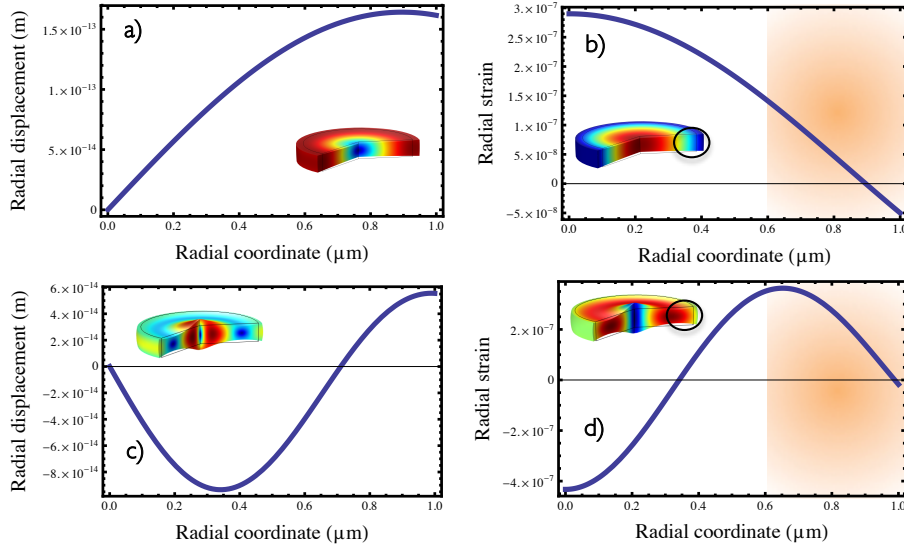 a)
Radial displacement (m)
1.5×10⁻¹³
1.×10⁻¹³
5.×10⁻¹⁴
0
0.0 0.2 0.4 0.6 0.8 1.0
Radial coordinate (μm)
b)
Radial strain
3.×10⁻⁷
2.5×10⁻⁷
2.×10⁻⁷
1.5×10⁻⁷
1.×10⁻⁷
5.×10⁻⁸
0
-5.×10⁻⁸
0.0 0.2 0.4 0.6 0.8 1.0
Radial coordinate (μm)
c)
Radial displacement (m)
6.×10⁻¹⁴
4.×10⁻¹⁴
2.×10⁻¹⁴
0
-2.×10⁻¹⁴
-4.×10⁻¹⁴
-6.×10⁻¹⁴
-8.×10⁻¹⁴
0.0 0.2 0.4 0.6 0.8 1.0
Radial coordinate (μm)
d)
Radial strain
2.×10⁻⁷
0
-2.×10⁻⁷
-4.×10⁻⁷
0.0 0.2 0.4 0.6 0.8 1.0
Radial coordinate (μm)